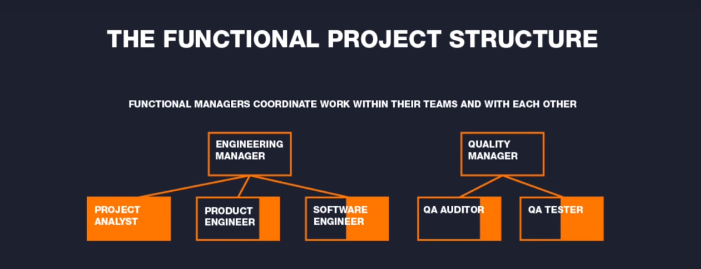 THE FUNCTIONAL PROJECT STRUCTURE
FUNCTIONAL MANAGERS COORDINATE WORK WITHIN THEIR TEAMS AND WITH EACH OTHER
ENGINEERING
MANAGER
QUALITY
MANAGER
PROJECT
ANALYST
PRODUCT
ENGINEER
SOFTWARE
ENGINEER
QA AUDITOR
QA TESTER